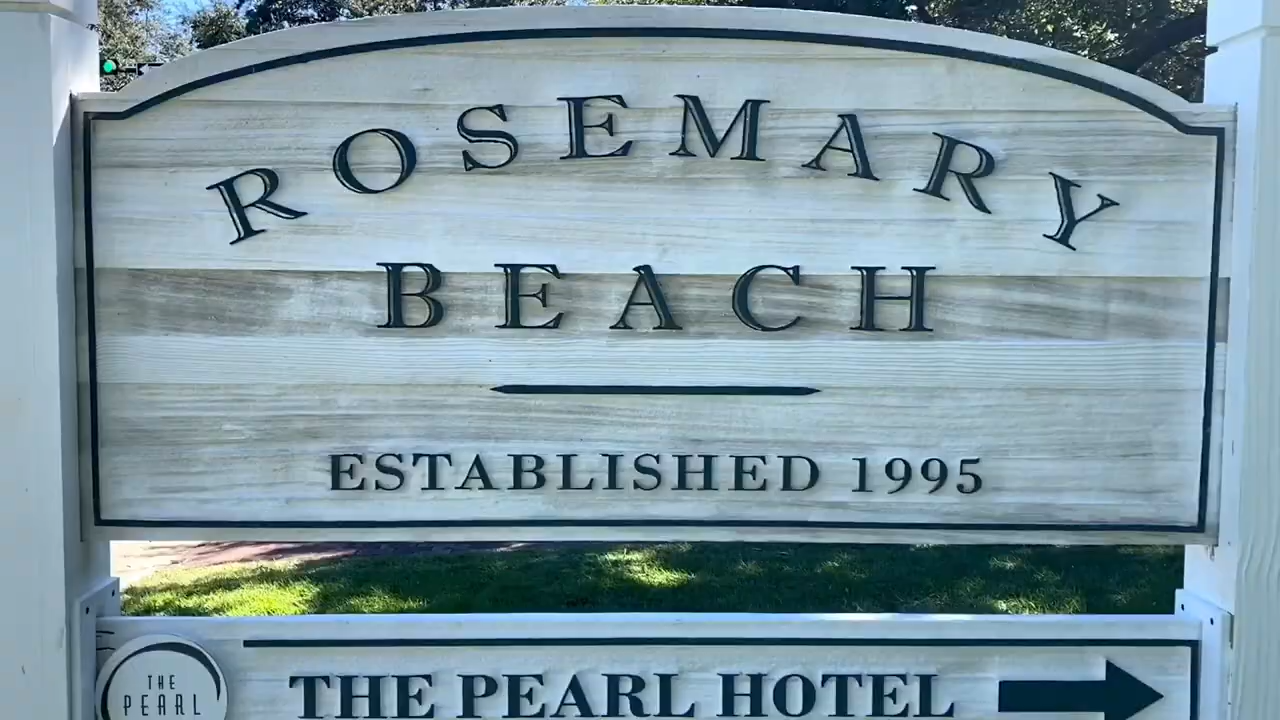 ROSEMARY
BEACH
ESTABLISHED 1995
THE
PEARL
THE PEARL HOTEL